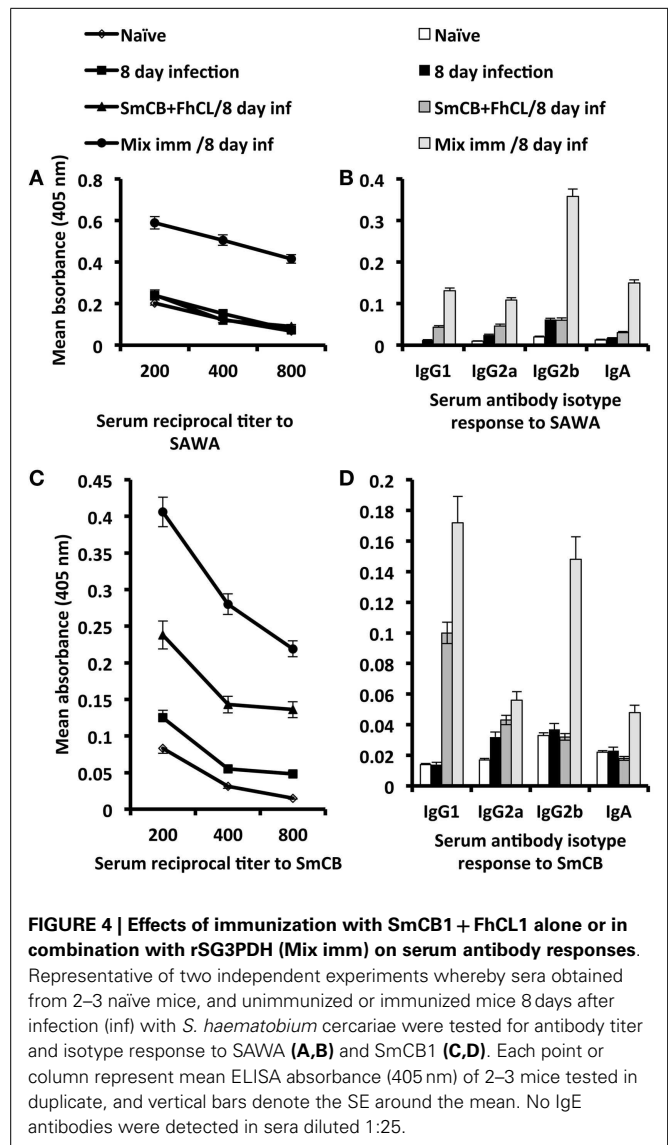 Naïve
8 day infection
SmCB+FhCL/8 day inf
Mix imm /8 day inf
Naïve
8 day infection
SmCB+FhCL/8 day inf
Mix imm /8 day inf
A
Mean bsorbance (405 nm)
0.8
0.6
0.4
0.2
0
200 400 800
Serum reciprocal titer to
SAWA
B
0.4
0.3
0.2
0.1
0
IgG1 IgG2a IgG2b IgA
Serum antibody isotype
response to SAWA
C
Mean absorbance (405 nm)
0.45
0.4
0.35
0.3
0.25
0.2
0.15
0.1
0.05
0
200 400 800
Serum reciprocal titer to SmCB
D
0.2
0.18
0.16
0.14
0.12
0.1
0.08
0.06
0.04
0.02
0
IgG1 IgG2a IgG2b IgA
Serum antibody isotype
response to SmCB
FIGURE 4 | Effects of immunization with SmCB1 + FhCL1 alone or in
combination with rSG3PDH (Mix imm) on serum antibody responses.
Representative of two independent experiments whereby sera obtained
from 2–3 naïve mice, and unimmunized or immunized mice 8 days after
infection (inf) with S. haematobium cercariae were tested for antibody titer
and isotype response to SAWA (A,B) and SmCB1 (C,D). Each point or
column represent mean ELISA absorbance (405 nm) of 2–3 mice tested in
duplicate, and vertical bars denote the SE around the mean. No IgE
antibodies were detected in sera diluted 1:25.